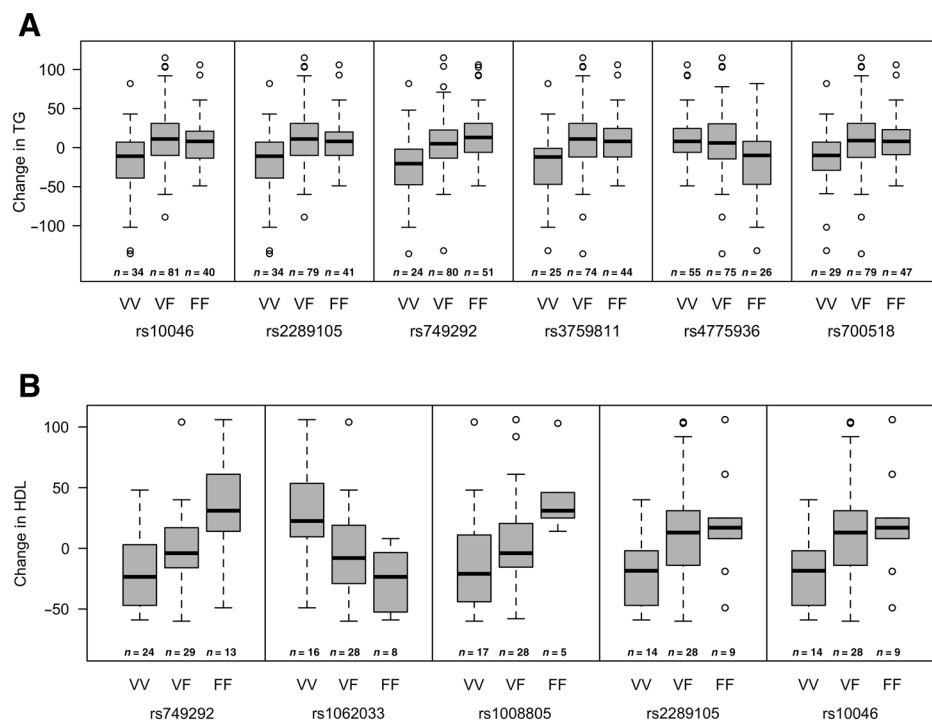 A
Change in TG
100
50
0
−50
−100
n = 34 n = 81 n = 40 n = 34 n = 79 n = 41 n = 24 n = 80 n = 51 n = 25 n = 74 n = 44 n = 55 n = 75 n = 26 n = 29 n = 79 n = 47
VV VF FF VV VF FF VV VF FF VV VF FF VV VF FF VV VF FF
rs10046 rs2289105 rs749292 rs3759811 rs4775936 rs700518
B
Change in HDL
100
50
0
−50
n = 24 n = 29 n = 13 n = 16 n = 28 n = 8 n = 17 n = 28 n = 5 n = 14 n = 28 n = 9 n = 14 n = 28 n = 9
VV VF FF VV VF FF VV VF FF VV VF FF VV VF FF
rs749292 rs1062033 rs1008805 rs2289105 rs10046